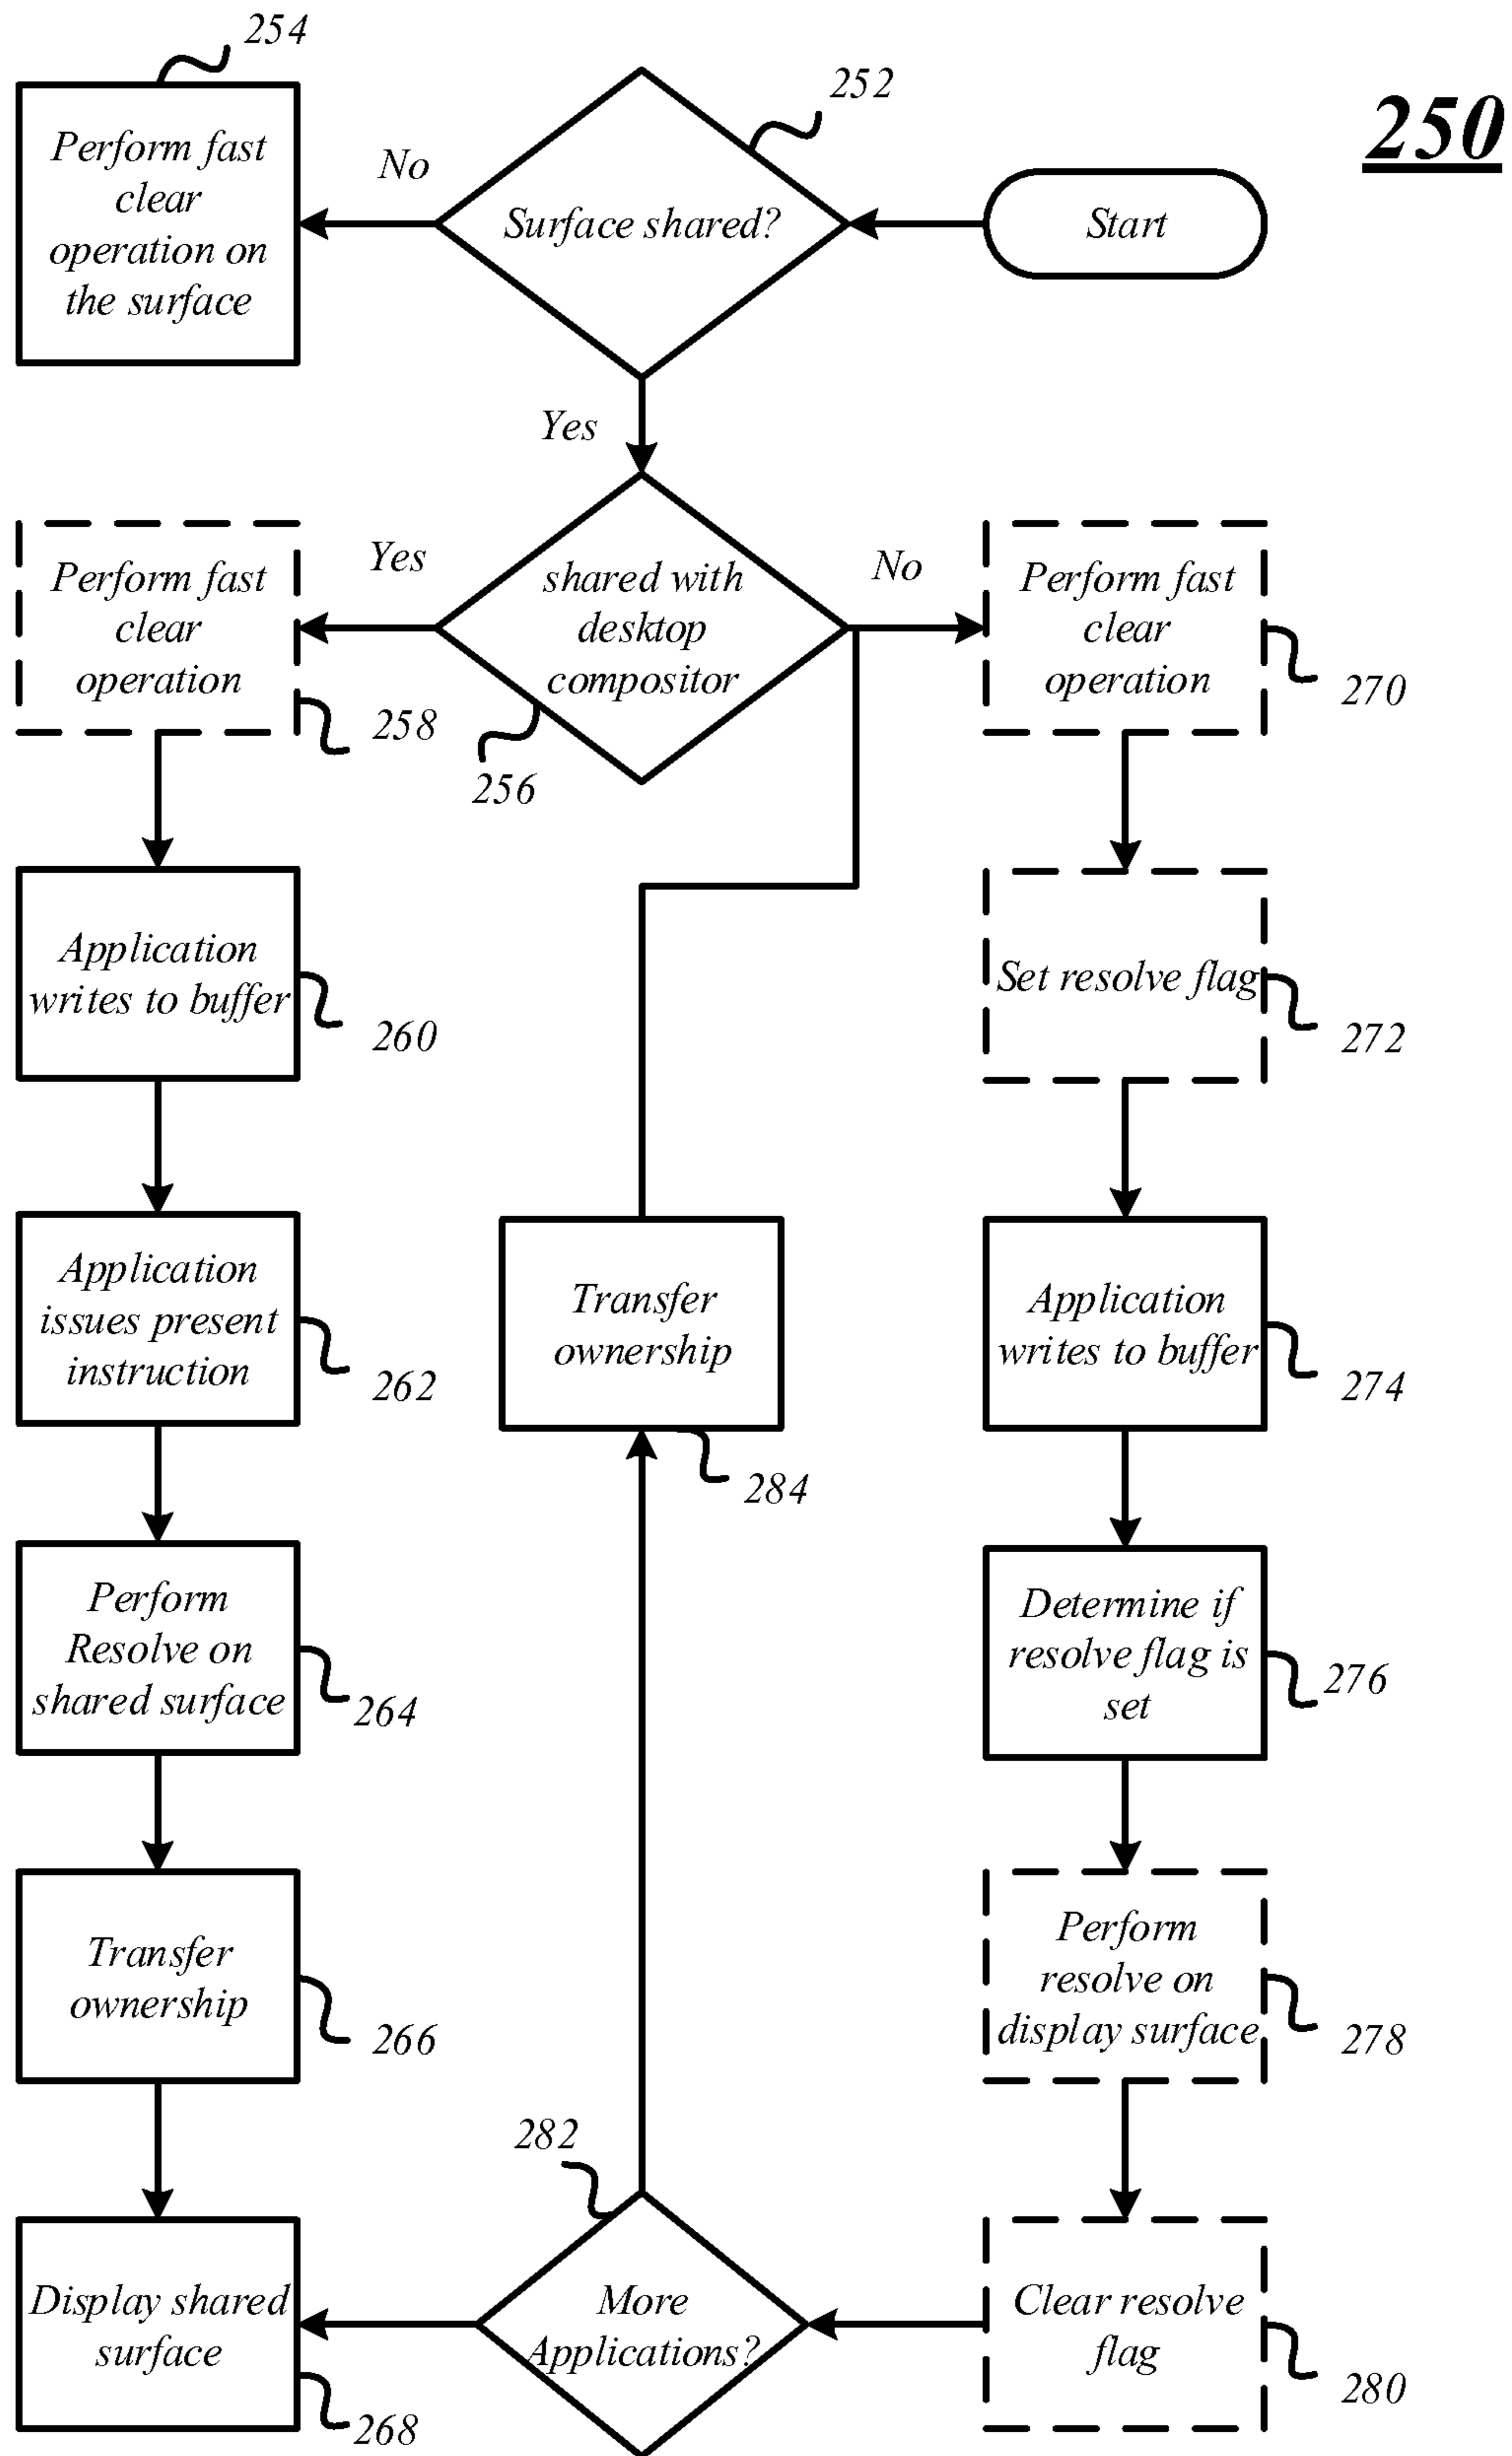 254
252
250
Perform fast
clear
operation on
the surface
No
Surface shared?
Start
Yes
Perform fast
clear
operation
258
Yes
shared with
desktop
compositor
256
No
Perform fast
clear
operation
270
Application
writes to buffer
260
Set resolve flag
272
Application
issues present
instruction
262
Transfer
ownership
284
Application
writes to buffer
274
Perform
Resolve on
shared surface
264
Determine if
resolve flag is
set
276
Transfer
ownership
266
Perform
resolve on
display surface
278
282
Display shared
surface
268
More
Applications?
Clear resolve
flag
280